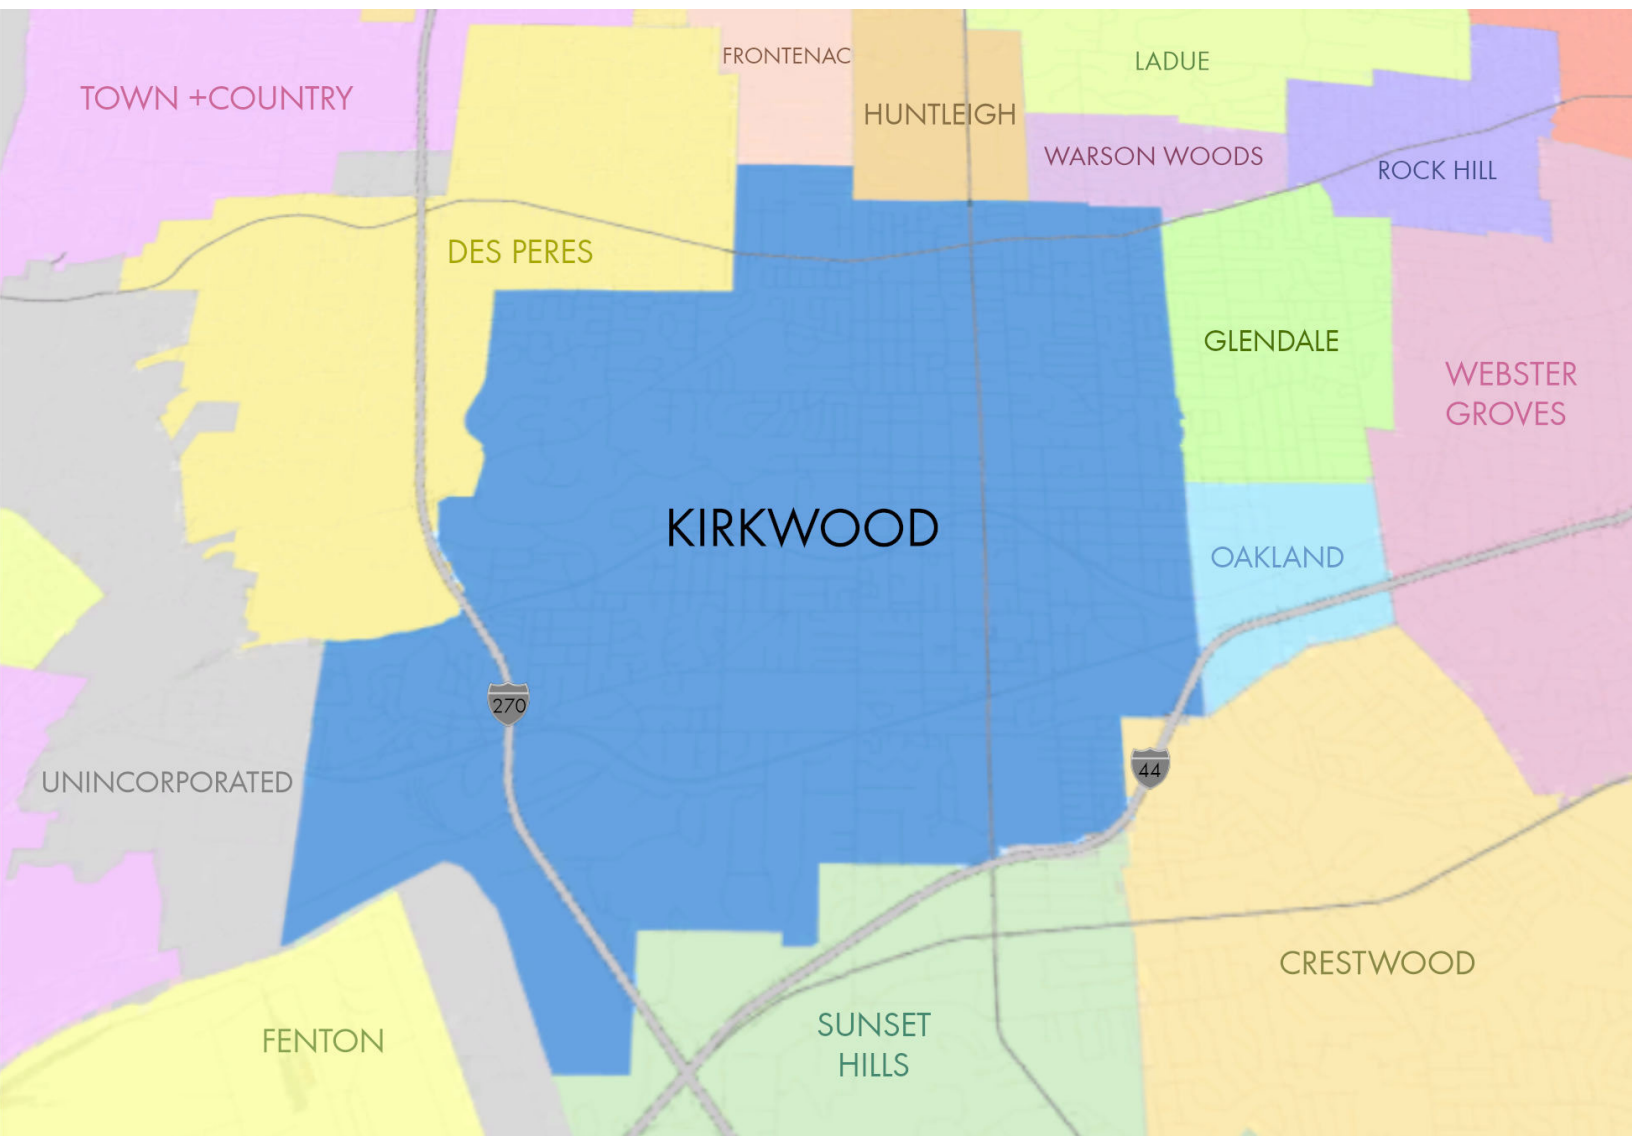 FRONTENAC
LADUE
TOWN +COUNTRY
HUNTLEIGH
WARSON WOODS
ROCK HILL
DES PERES
GLENDALE
WEBSTER
GROVES
KIRKWOOD
OAKLAND
270
44
UNINCORPORATED
CRESTWOOD
SUNSET
HILLS
FENTON